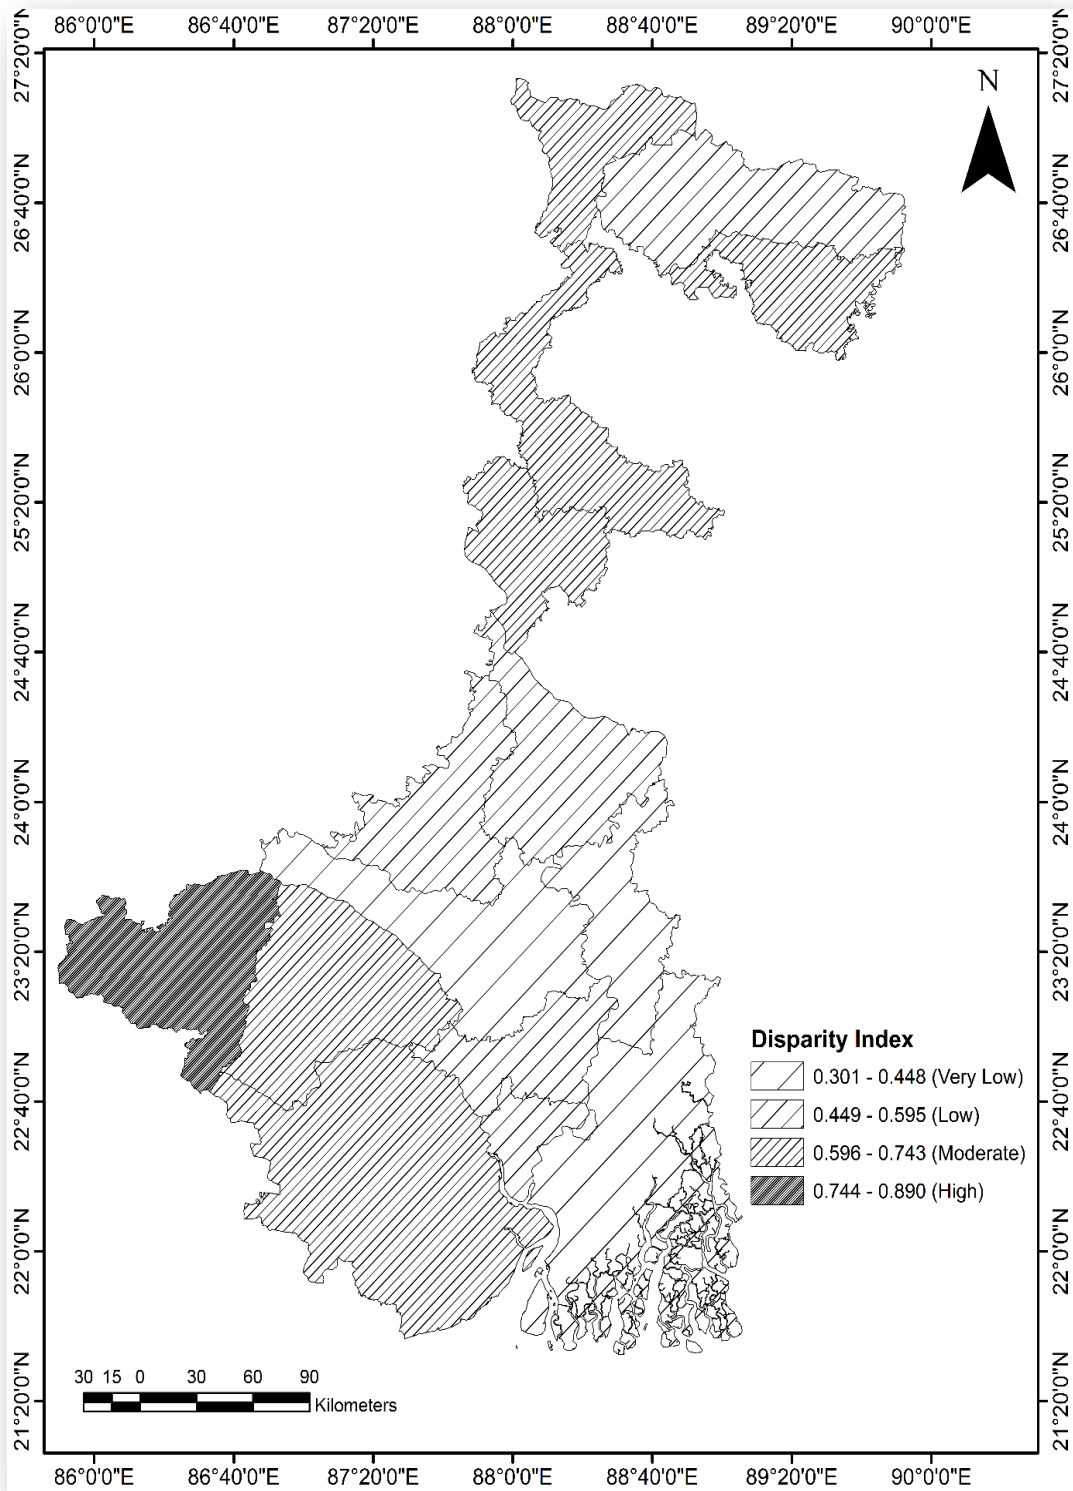 86°0'0"E 86°40'0"E 87°20'0"E 88°0'0"E 88°40'0"E 89°20'0"E 90°0'0"E
27°20'0"N 27°20'0"N
N
26°40'0"N 26°40'0"N
26°0'0"N 26°0'0"N
25°20'0"N 25°20'0"N
24°40'0"N 24°40'0"N
24°0'0"N 24°0'0"N
23°20'0"N 23°20'0"N
Disparity Index
0.301 - 0.448 (Very Low)
22°40'0"N 22°40'0"N
0.449 - 0.595 (Low)
0.596 - 0.743 (Moderate)
0.744 - 0.890 (High)
22°0'0"N 22°0'0"N
30 15 0 30 60 90
Kilometers
21°20'0"N 21°20'0"N
86°0'0"E 86°40'0"E 87°20'0"E 88°0'0"E 88°40'0"E 89°20'0"E 90°0'0"E